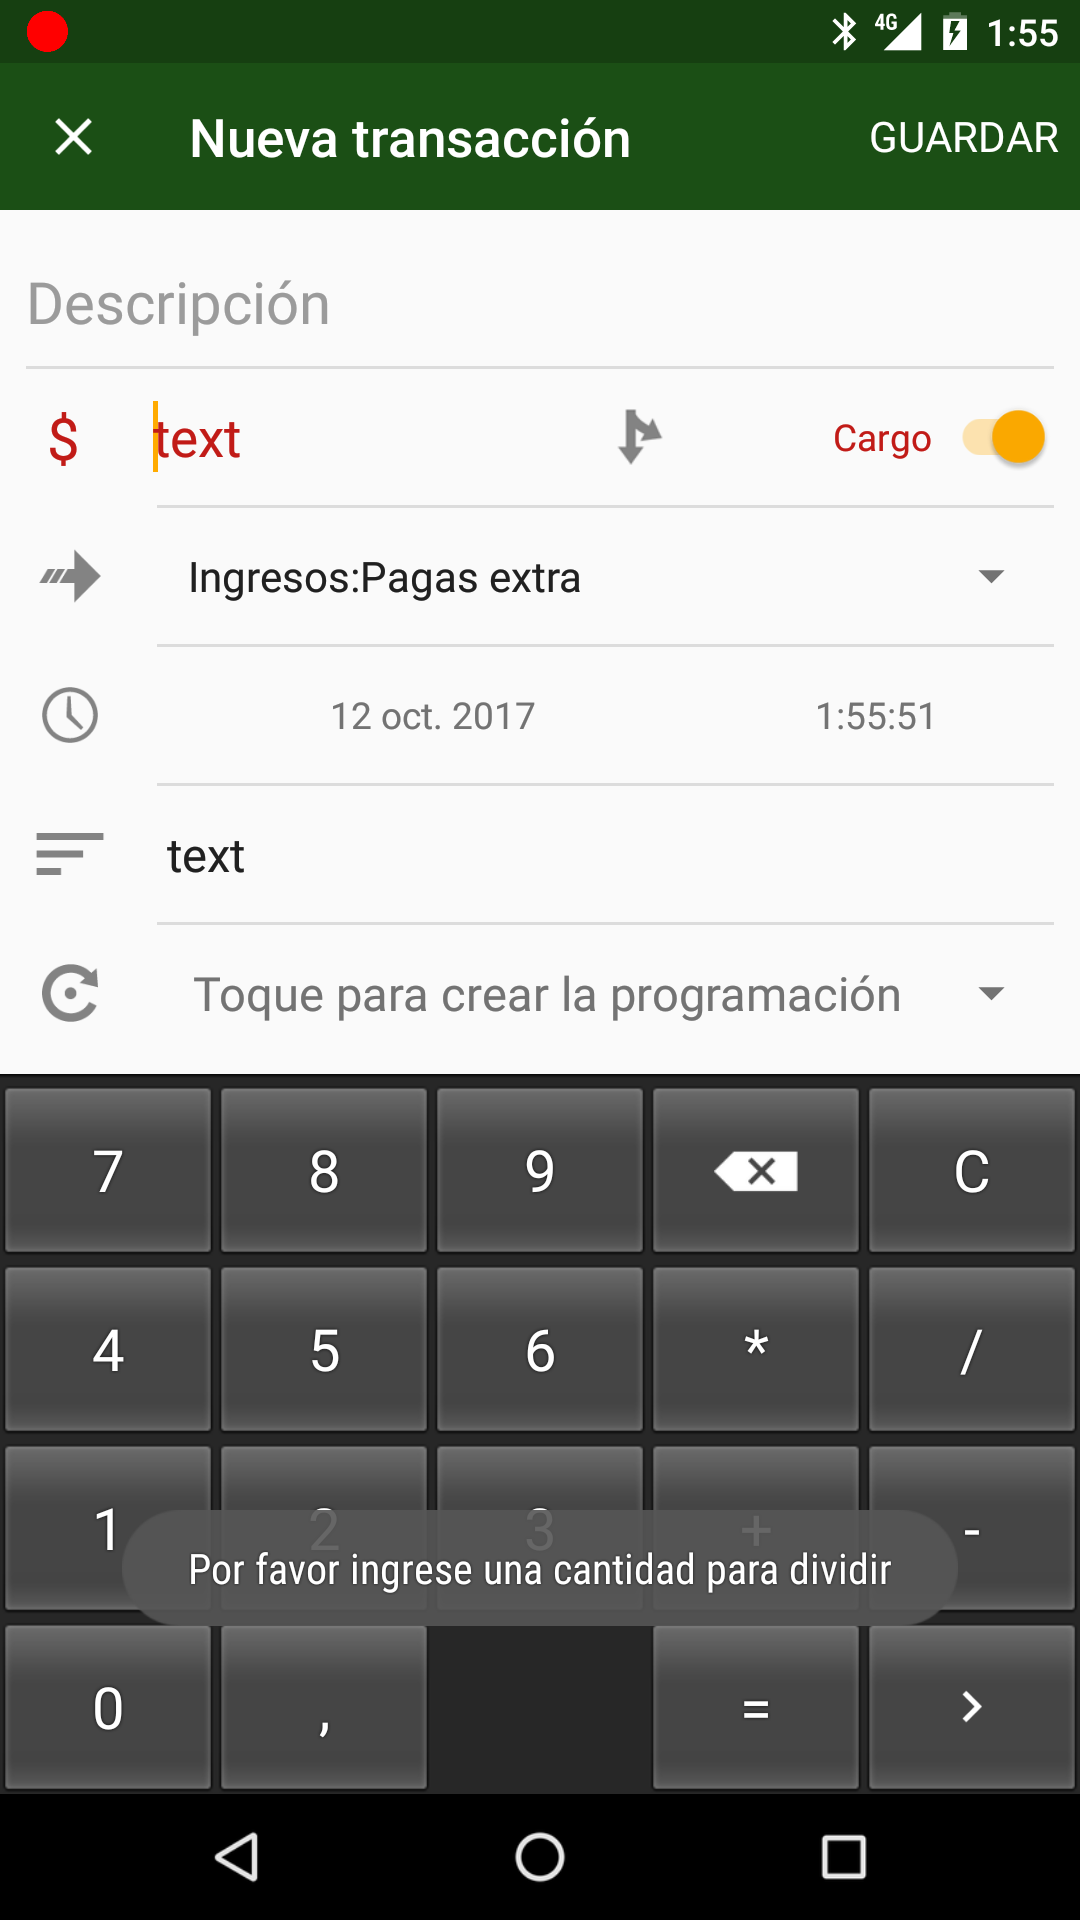 4G 1:55
Nueva transacción GUARDAR
Descripción
$ text Cargo
Ingresos:Pagas extra
12 oct. 2017 1:55:51
text
Toque para crear la programación
7 8 9 C
4 5 6 * /
1 2 3 + -
Por favor ingrese una cantidad para dividir
0 , = >